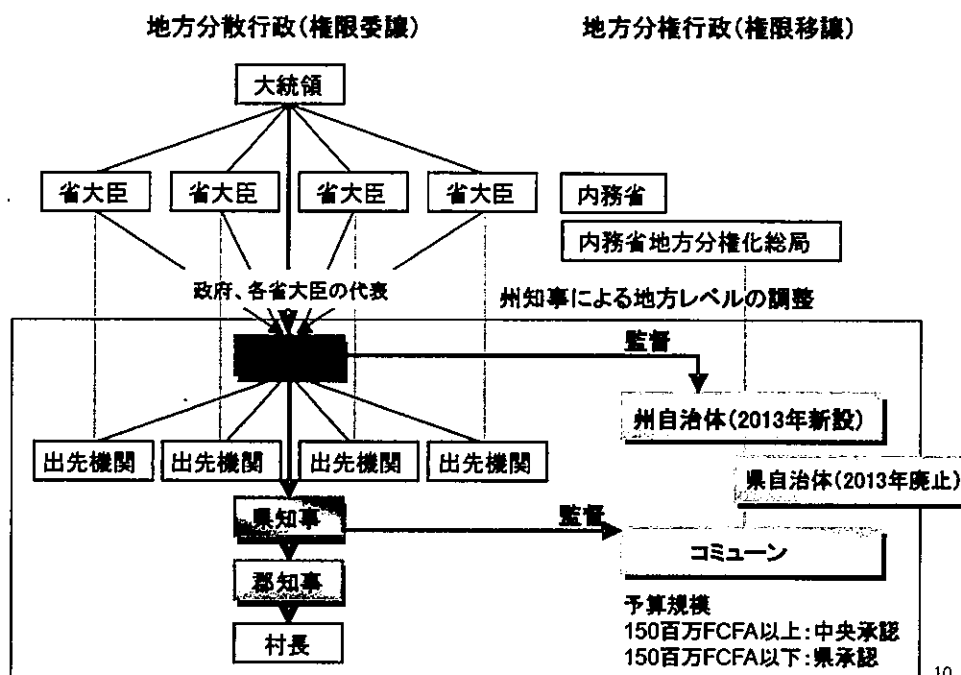 地方分散行政(権限委譲)
地方分権行政(権限移譲)
大統領
省大臣
省大臣
省大臣
省大臣
内務省
内務省地方分権化総局
政府、各省大臣の代表
州知事による地方レベルの調整
監督
州自治体(2013年新設)
出先機関
出先機関
出先機関
出先機関
県自治体(2013年廃止)
県知事
監督
コミューン
郡知事
村長
予算規模
150百万FCFA以上:中央承認
150百万FCFA以下:県承認
10